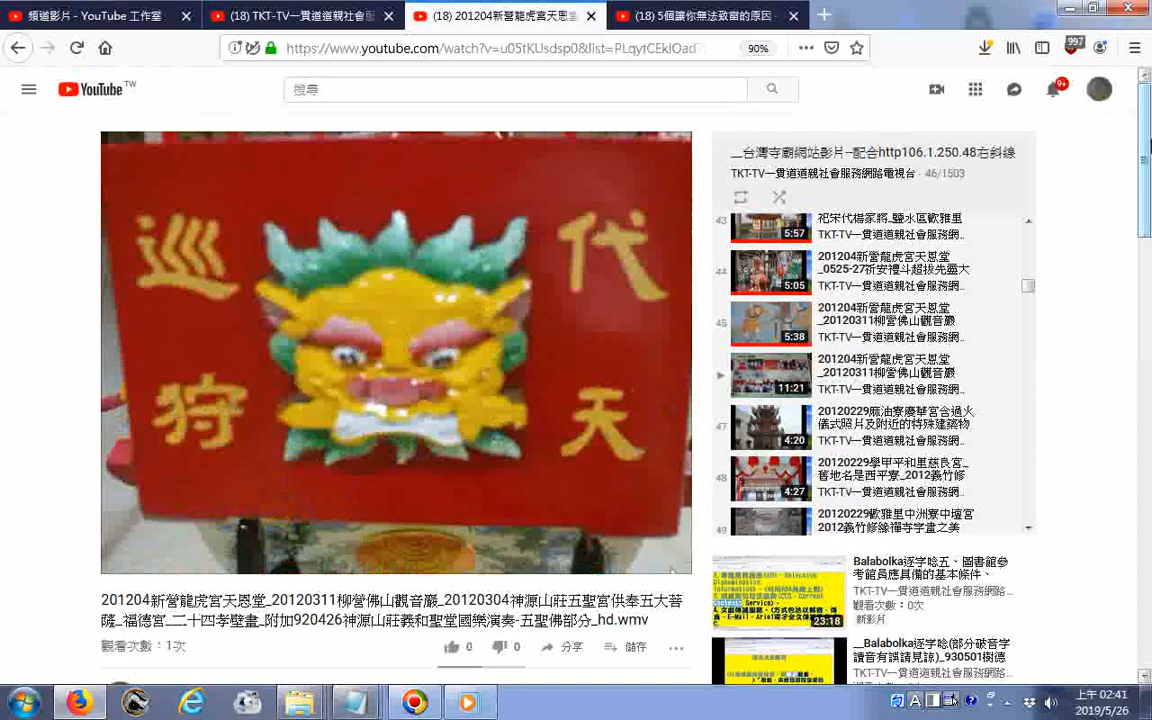 頻道影片 - YouTube 工作室
(18) TKT-TV一貫道道親社會服
(18) 201204新營龍虎宮天恩堂
(18) 5個讓你無法致富的原因 -
https://www.youtube.com/watch?v=u05tKUsdsp0&list=PLqytCEklOad7
90%
997
YouTube TW
搜尋
9+
巡 代
狩 天
__台灣寺廟網站影片--配合http106.1.250.48右斜線
TKT-TV一貫道道親社會服務網路電視台 - 46/1503
43
祀宋代楊家將_鹽水區歡雅里
5:57
TKT-TV一貫道道親社會服務網..
44
201204新營龍虎宮天恩堂
_0525-27祈安禮斗超拔先靈大
5:05
TKT-TV一貫道道親社會服務網..
45
201204新營龍虎宮天恩堂
_20120311柳營佛山觀音巖
5:38
TKT-TV一貫道道親社會服務網..
201204新營龍虎宮天恩堂
_20120311柳營佛山觀音巖
11:21
TKT-TV一貫道道親社會服務網..
47
20120229麻油寮慶華宮含過火
儀式照片及附近的特殊建築物
4:20
TKT-TV一貫道道親社會服務網..
48
20120229學甲平和里慈良宮_
舊地名是西平寮_2012義竹修
4:27
TKT-TV一貫道道親社會服務網..
49
20120229歡雅里中洲寮中壇宮
2012義竹修緣禪寺字畫之美
201204新營龍虎宮天恩堂_20120311柳營佛山觀音巖_20120304神源山莊五聖宮供奉五大菩
薩_福德宮_二十四孝壁畫_附加920426神源山莊義和聖堂國樂演奏-五聖佛部分_hd.wmv
觀看次數：1次
0
0
分享
儲存
Balabolka逐字唸五、圖書館參
考館員應具備的基本條件、
TKT-TV一貫道道親社會服務網…
觀看次數：0次
新影片
23:18
__Balabolka逐字唸(部分破音字
讀音有誤請見諒)_930501樹德
TKT-TV一貫道道親社會服務網…
上午 02:41
2019/5/26